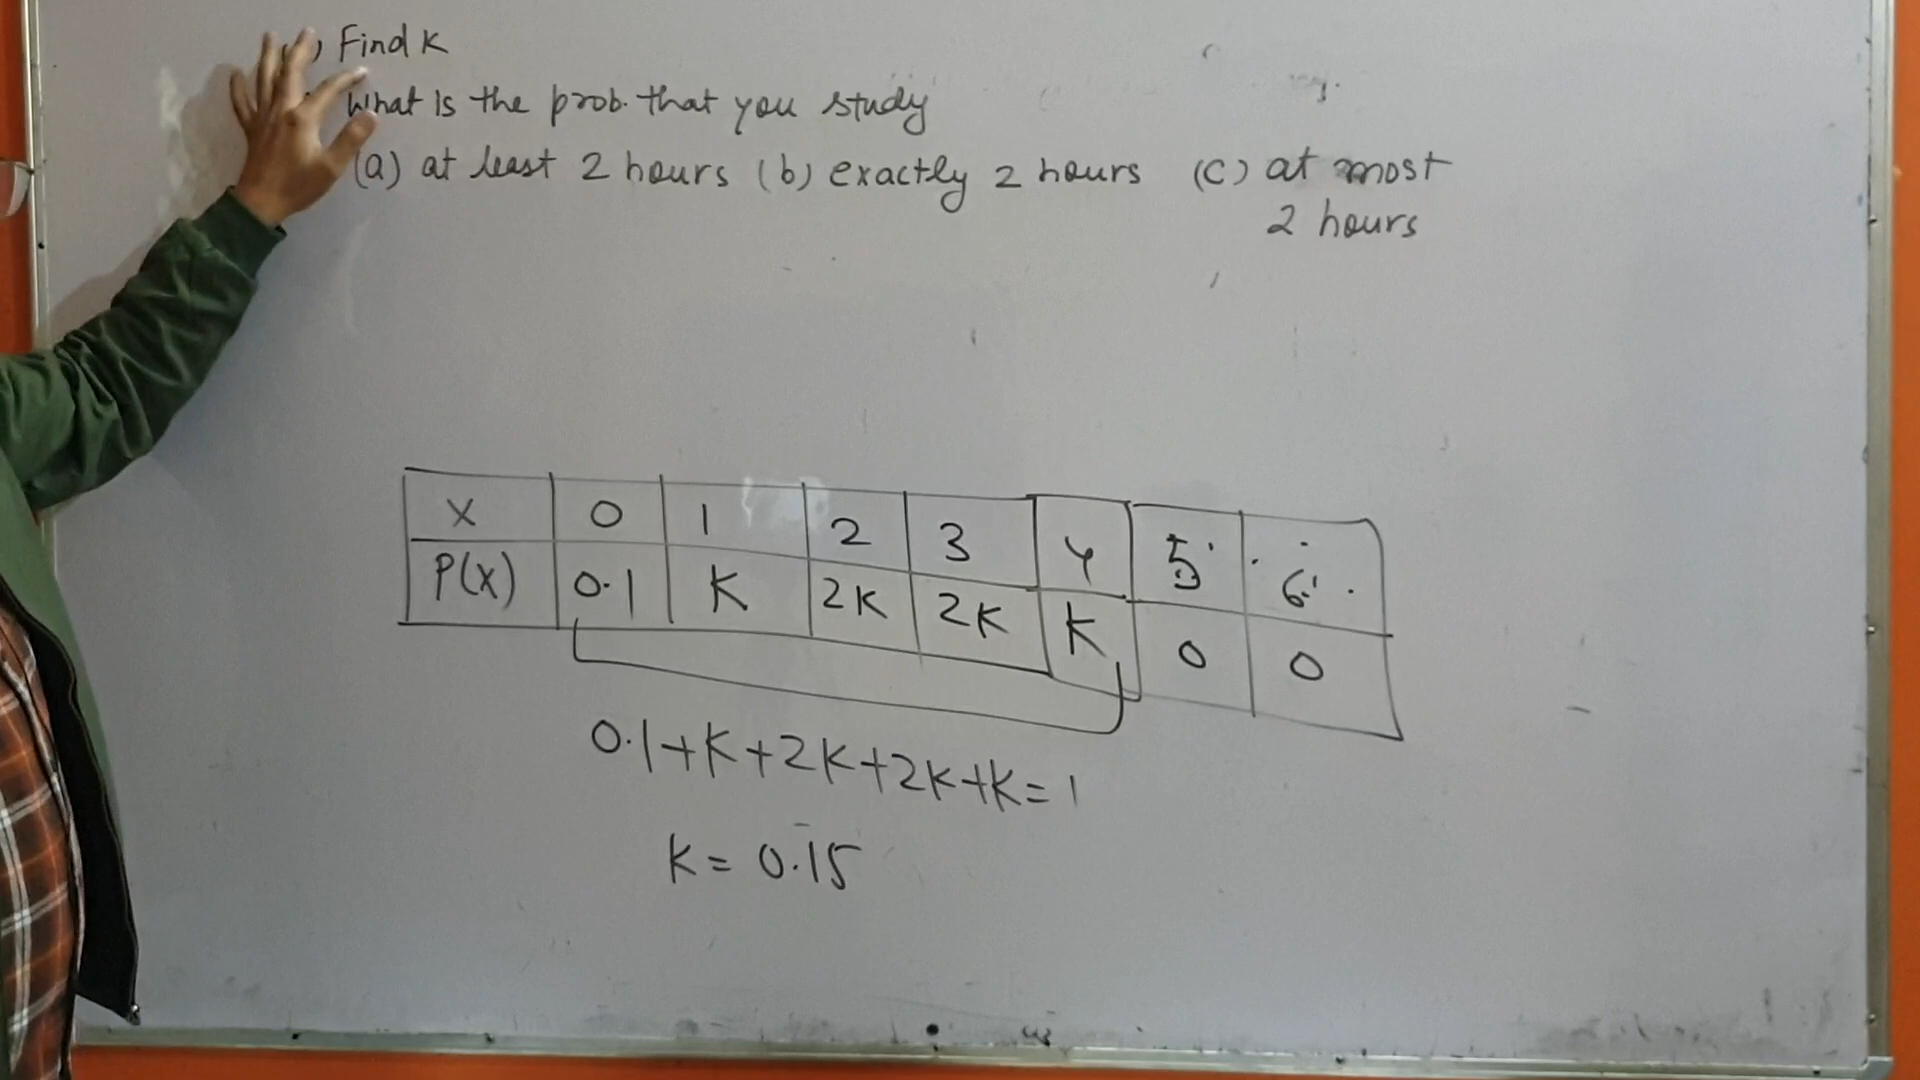 ) Find K
What is the prob. that you study
(a) at least 2 hours (b) exactly 2 hours (c) at most
2 hours
X 0 1 2 3 4 5 6
P(X) 0.1 K 2K 2K K 0 0
0.1+K+2K+2K+K=1
K = 0.15